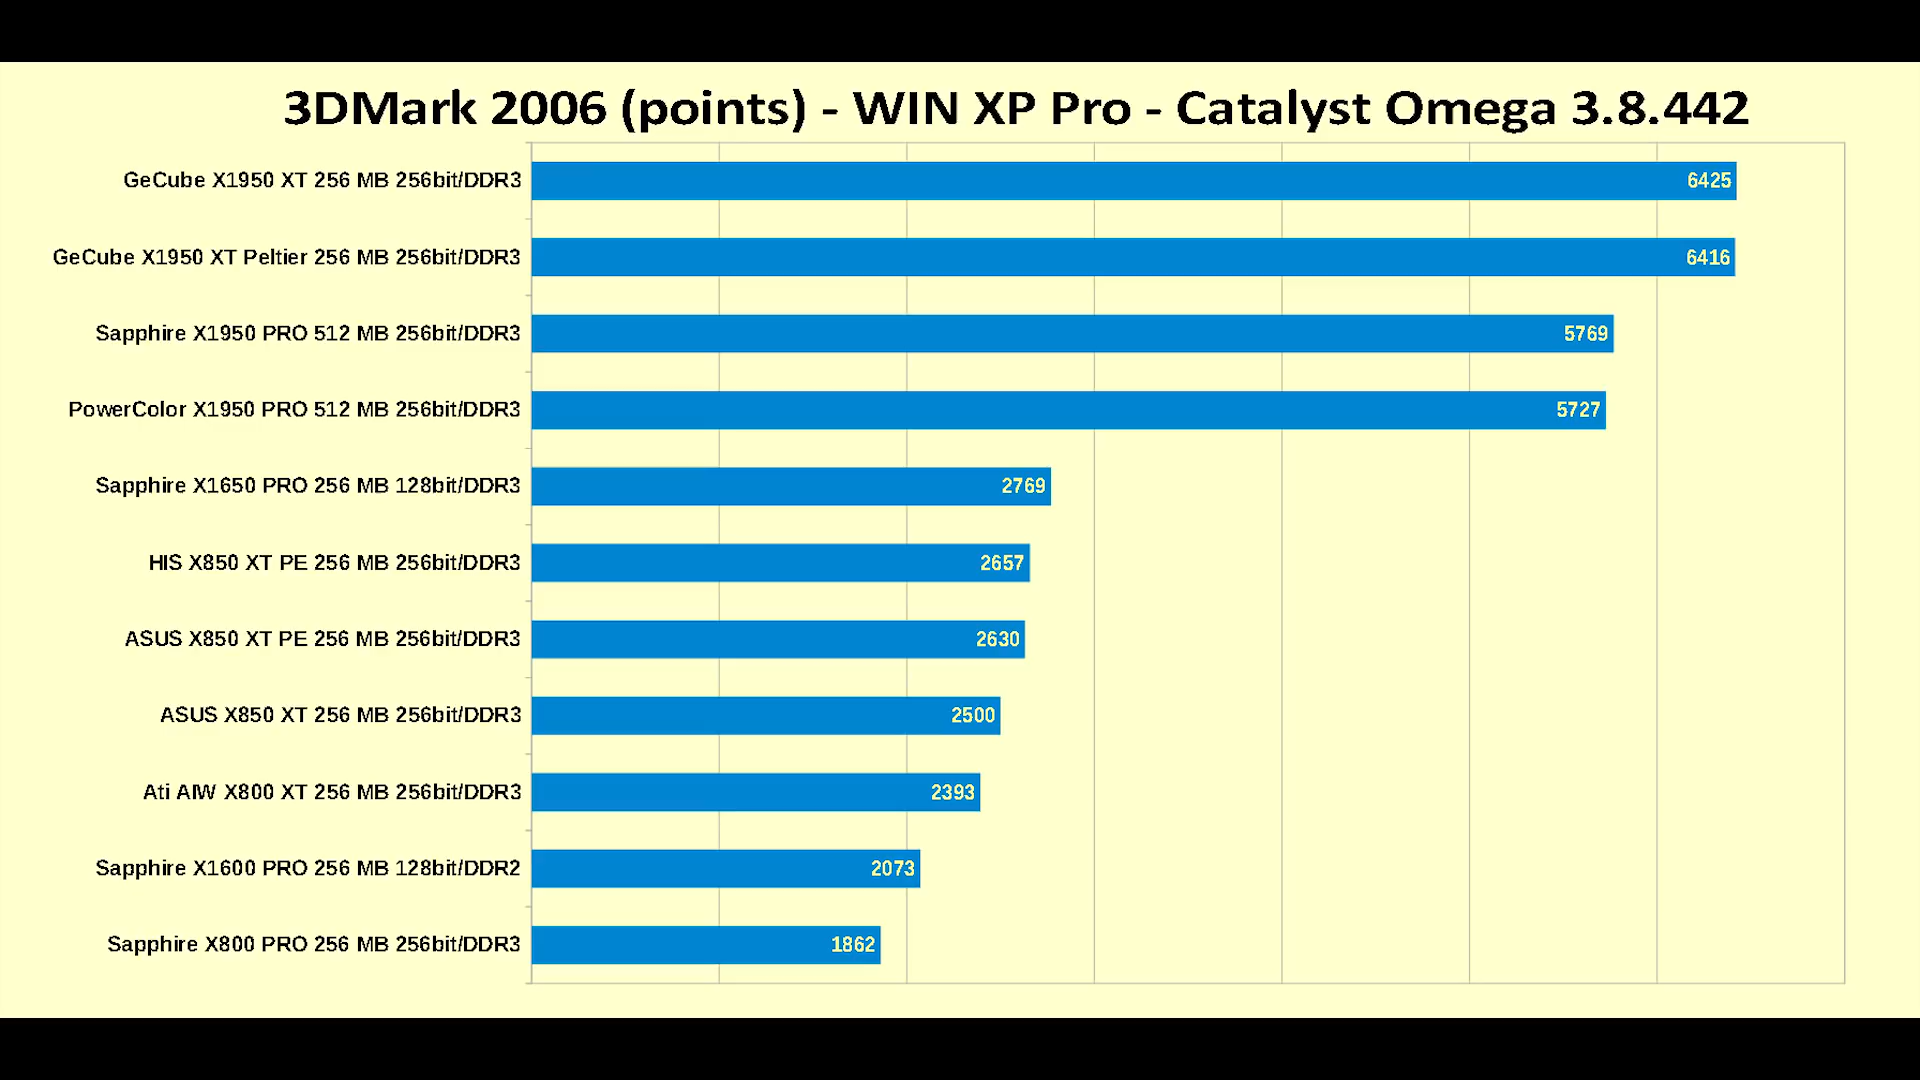 3DMark 2006 (points) - WIN XP Pro - Catalyst Omega 3.8.442
GeCube X1950 XT 256 MB 256bit/DDR3 6425
GeCube X1950 XT Peltier 256 MB 256bit/DDR3 6416
Sapphire X1950 PRO 512 MB 256bit/DDR3 5769
PowerColor X1950 PRO 512 MB 256bit/DDR3 5727
Sapphire X1650 PRO 256 MB 128bit/DDR3 2769
HIS X850 XT PE 256 MB 256bit/DDR3 2657
ASUS X850 XT PE 256 MB 256bit/DDR3 2630
ASUS X850 XT 256 MB 256bit/DDR3 2500
Ati AIW X800 XT 256 MB 256bit/DDR3 2393
Sapphire X1600 PRO 256 MB 128bit/DDR2 2073
Sapphire X800 PRO 256 MB 256bit/DDR3 1862